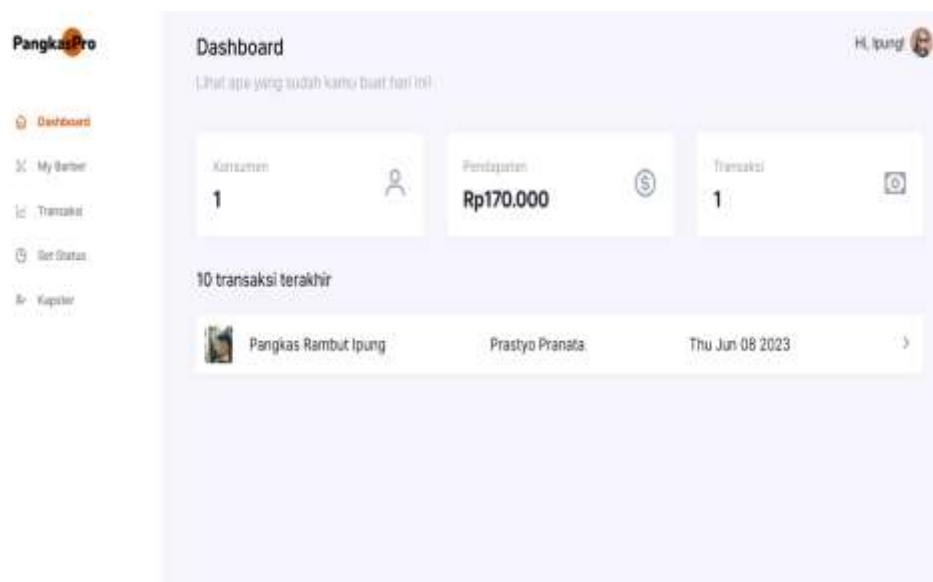 PangkasPro
Dashboard
Hi, Ipung!
Lihat apa yang sudah kamu buat hari ini!
Dashboard
My Barber
Transaksi
Set Status
Kapster
Konsumen
1
Pendapatan
Rp170.000
Transaksi
1
10 transaksi terakhir
Pangkas Rambut Ipung
Prastyo Pranata
Thu Jun 08 2023